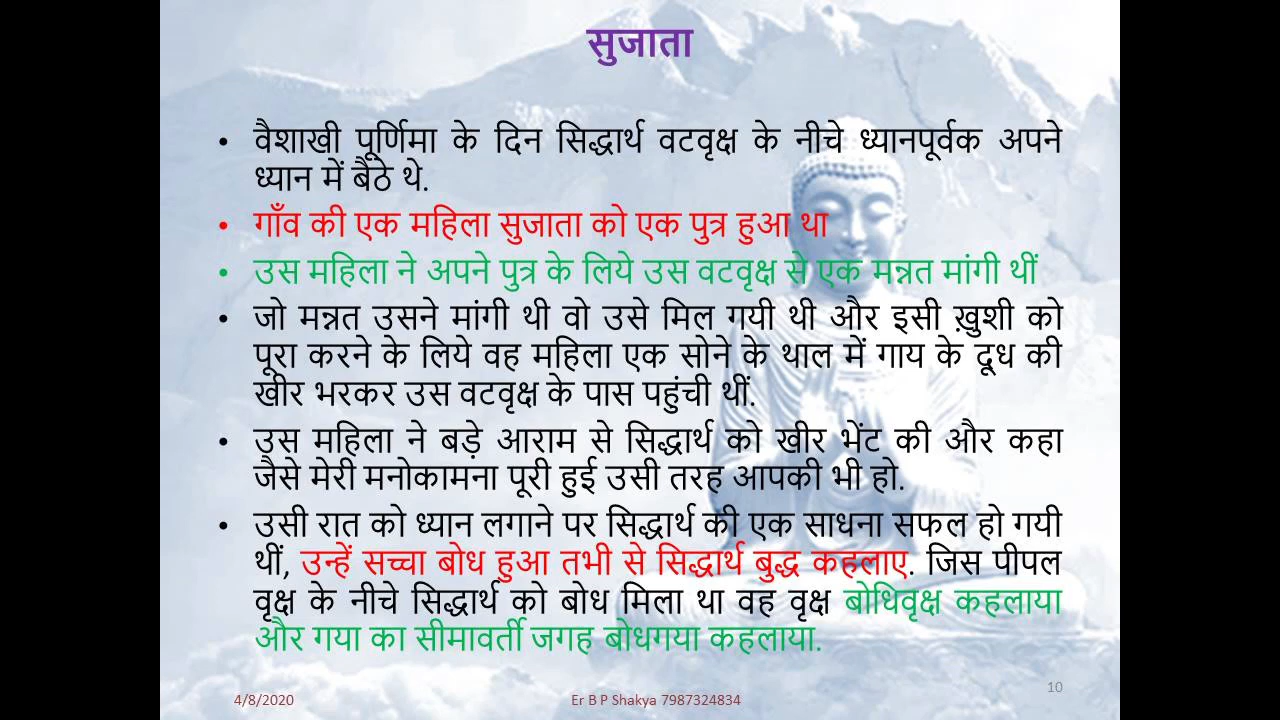 सुजाता
• वैशाखी पूर्णिमा के दिन सिद्धार्थ वटवृक्ष के नीचे ध्यानपूर्वक अपने
ध्यान में बैठे थे.
• गाँव की एक महिला सुजाता को एक पुत्र हुआ था
• उस महिला ने अपने पुत्र के लिये उस वटवृक्ष से एक मन्नत मांगी थीं
• जो मन्नत उसने मांगी थी वो उसे मिल गयी थी और इसी ख़ुशी को
पूरा करने के लिये वह महिला एक सोने के थाल में गाय के दूध की
खीर भरकर उस वटवृक्ष के पास पहुंची थीं.
• उस महिला ने बड़े आराम से सिद्धार्थ को खीर भेंट की और कहा
जैसे मेरी मनोकामना पूरी हुई उसी तरह आपकी भी हो.
• उसी रात को ध्यान लगाने पर सिद्धार्थ की एक साधना सफल हो गयी
थीं, उन्हें सच्चा बोध हुआ तभी से सिद्धार्थ बुद्ध कहलाए. जिस पीपल
वृक्ष के नीचे सिद्धार्थ को बोध मिला था वह वृक्ष बोधिवृक्ष कहलाया
और गया का सीमावर्ती जगह बोधगया कहलाया.
10
4/8/2020 Er B P Shakya 7987324834